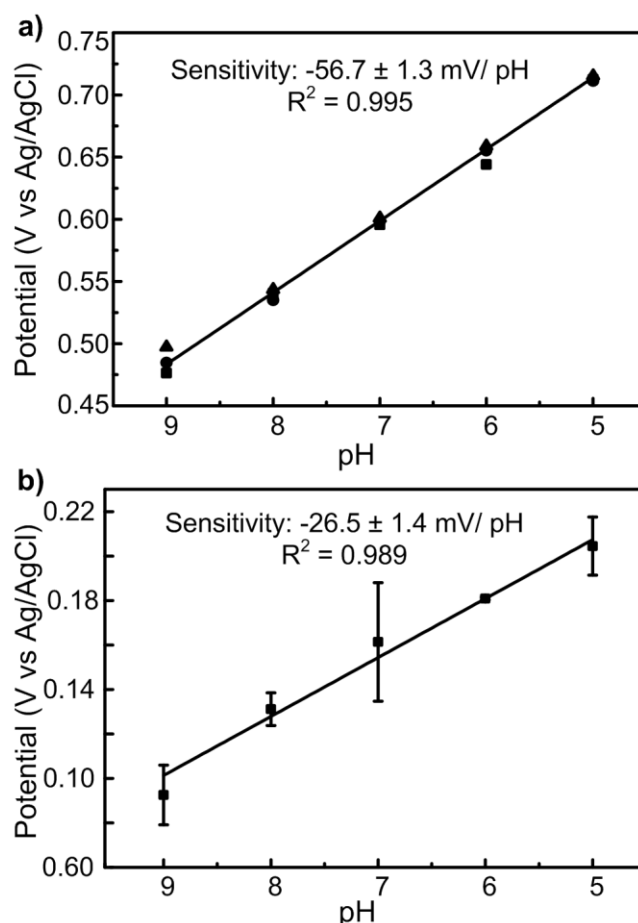 a)
0.75
Sensitivity: -56.7 ± 1.3 mV/ pH
R² = 0.995
0.70
0.65
0.60
0.55
0.50
0.45
Potential (V vs Ag/AgCl)
9 8 7 6 5
pH
b)
0.22
Sensitivity: -26.5 ± 1.4 mV/ pH
R² = 0.989
0.18
0.14
0.10
0.60
Potential (V vs Ag/AgCl)
9 8 7 6 5
pH